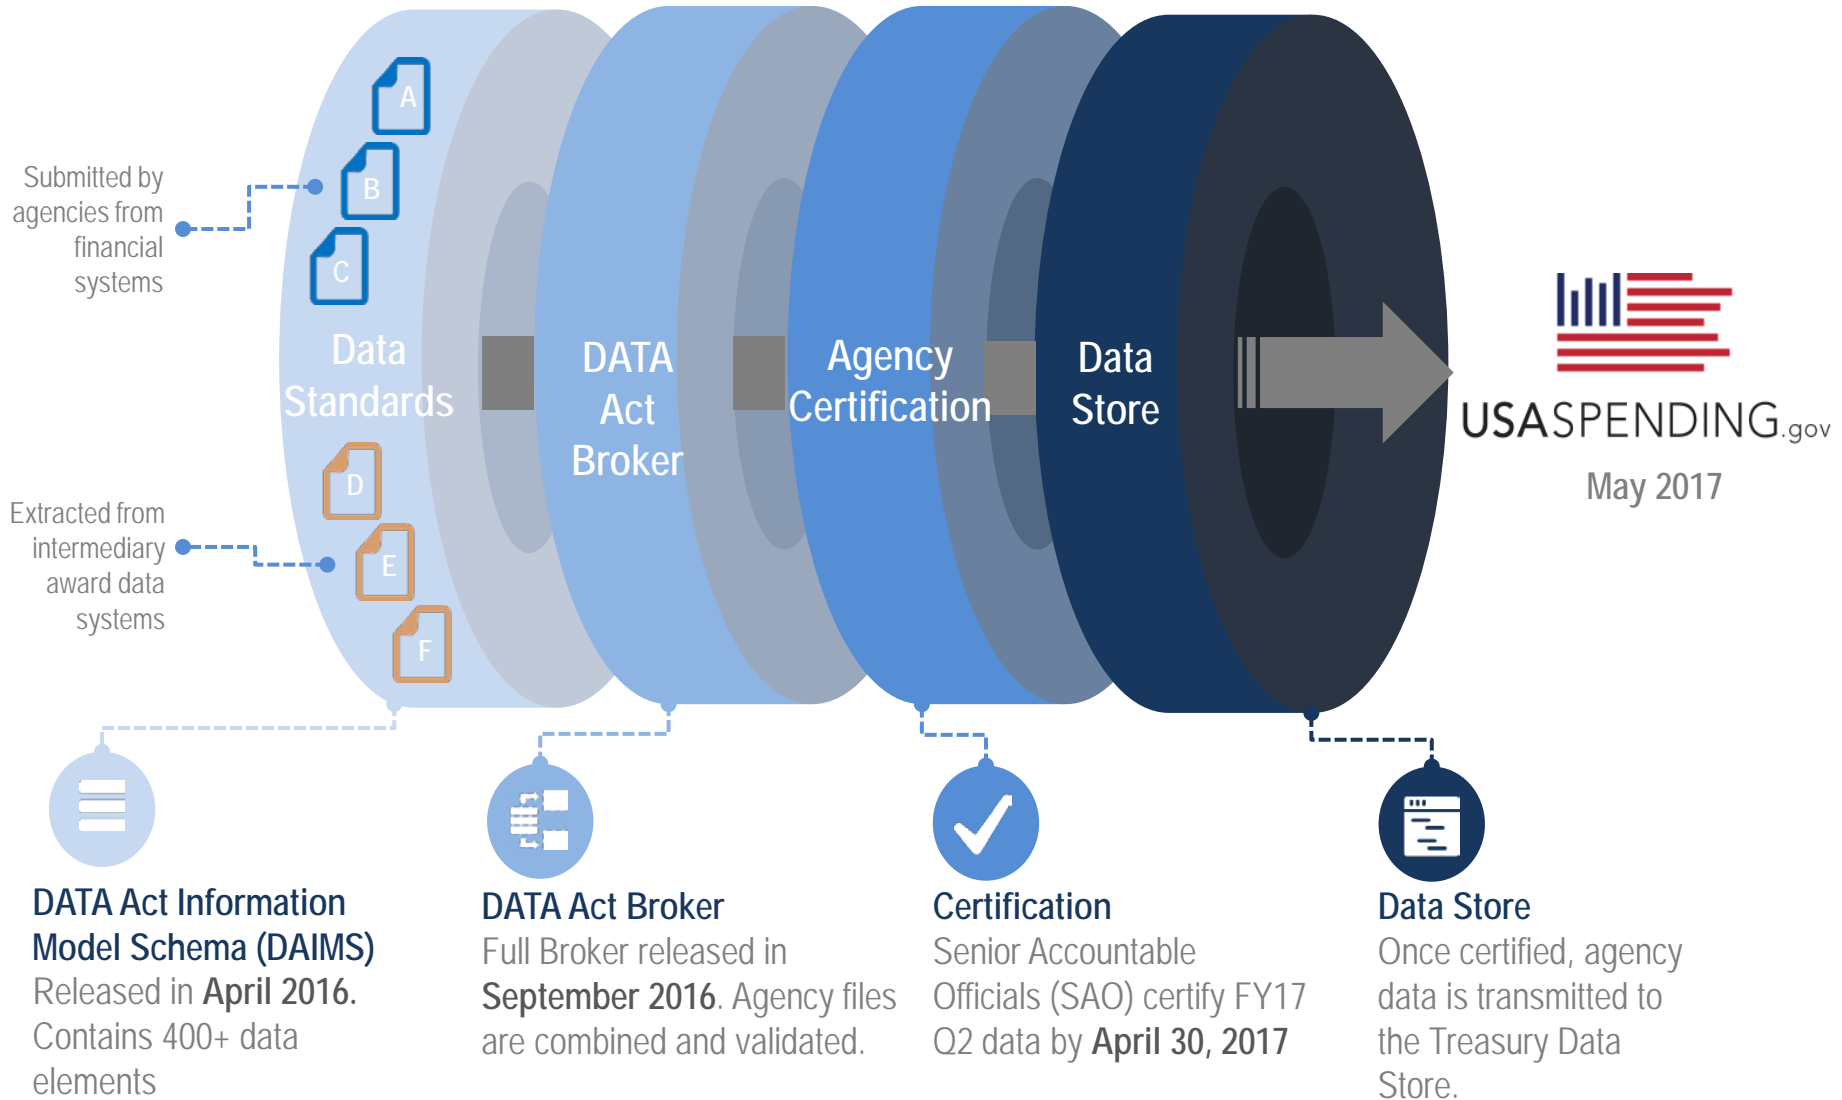 A
B
C
Submitted by
agencies from
financial
systems
Data
Standards
DATA
Act
Broker
Agency
Certification
Data
Store
USASPENDING.gov
May 2017
D
E
F
Extracted from
intermediary
award data
systems
DATA Act Information
Model Schema (DAIMS)
Released in April 2016.
Contains 400+ data
elements
DATA Act Broker
Full Broker released in
September 2016. Agency files
are combined and validated.
Certification
Senior Accountable
Officials (SAO) certify FY17
Q2 data by April 30, 2017
Data Store
Once certified, agency
data is transmitted to
the Treasury Data
Store.